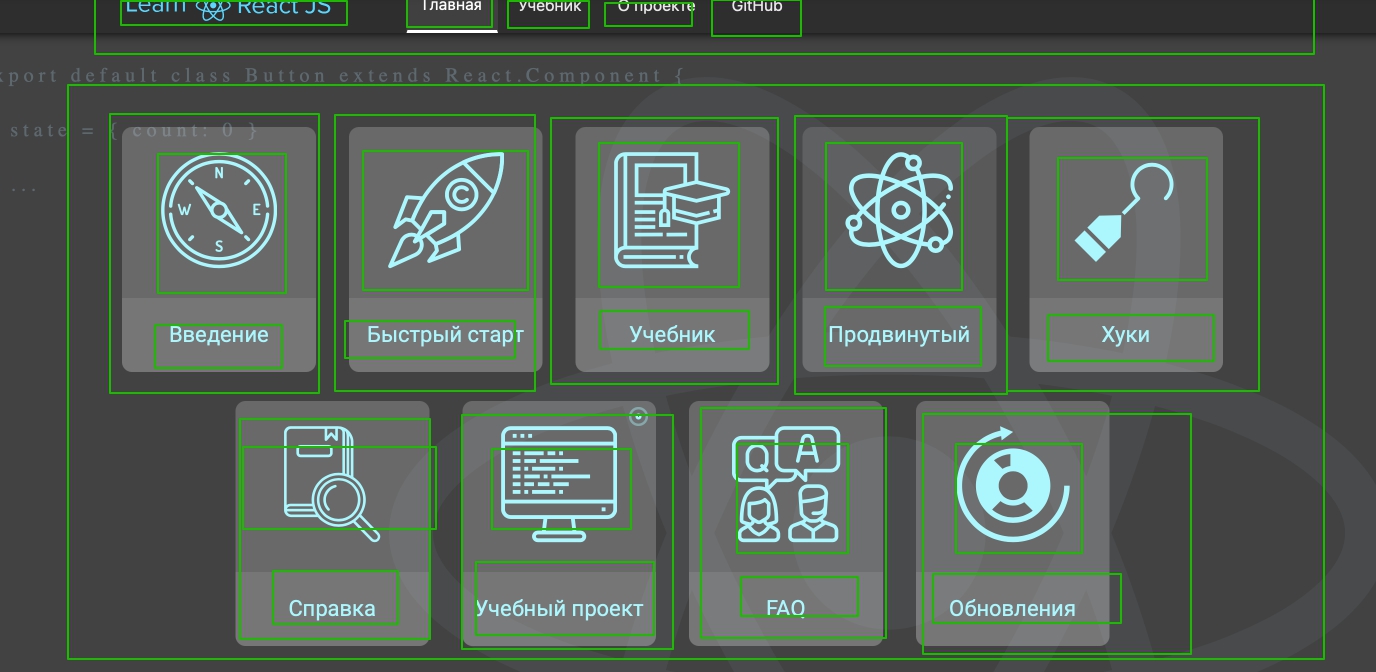 Learn React JS
Главная
Учебник
О проекте
GitHub
xport default class Button extends React.Component {
state = { count: 0 }
...
N
W E
S
C
Введение
Быстрый старт
Учебник
Продвинутый
Хуки
Q A
Справка
Учебный проект
FAQ
Обновления